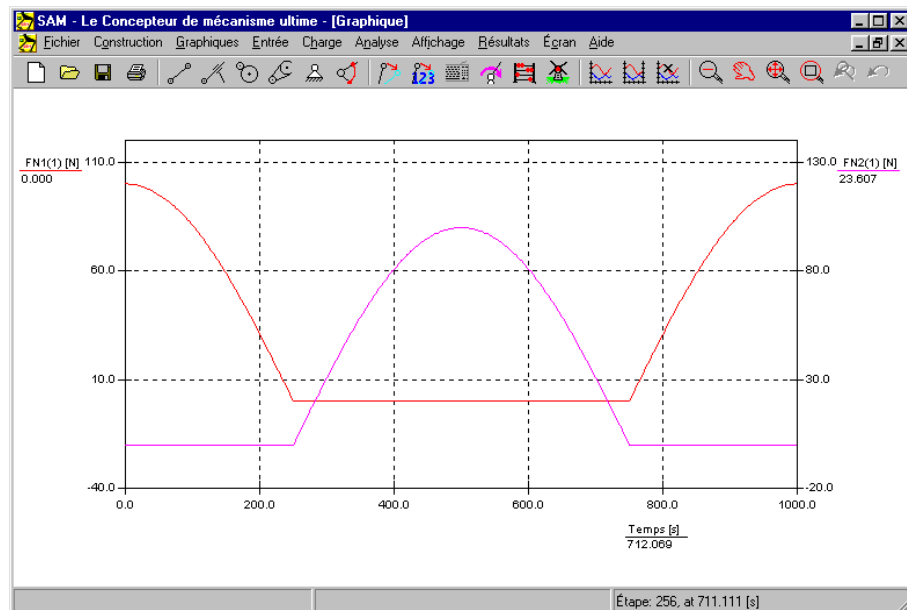 SAM - Le Concepteur de mécanisme ultime - [Graphique]
Fichier Construction Graphiques Entrée Charge Analyse Affichage Résultats Écran Aide
123
FN1(1) [N]
0.000
110.0
130.0
FN2(1) [N]
23.607
60.0
80.0
10.0
30.0
-40.0
-20.0
0.0 200.0 400.0 600.0 800.0 1000.0
Temps [s]
712.069
Étape: 256, at 711.111 [s]